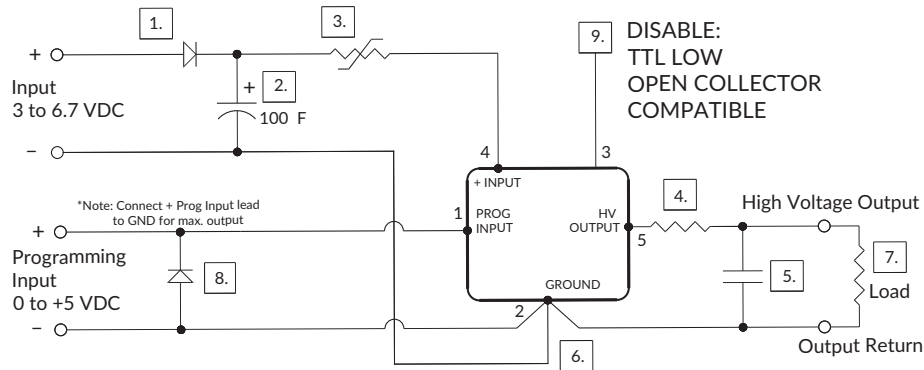 1.
3.
9.
DISABLE:
TTL LOW
OPEN COLLECTOR
COMPATIBLE
+
Input
3 to 6.7 VDC
–
+
2.
100 F
4
3
+ INPUT
*Note: Connect + Prog Input lead
to GND for max. output
+
1
PROG
INPUT
HV
OUTPUT
5
4.
High Voltage Output
Programming
Input
0 to +5 VDC
–
8.
GROUND
2
6.
5.
7.
Load
Output Return